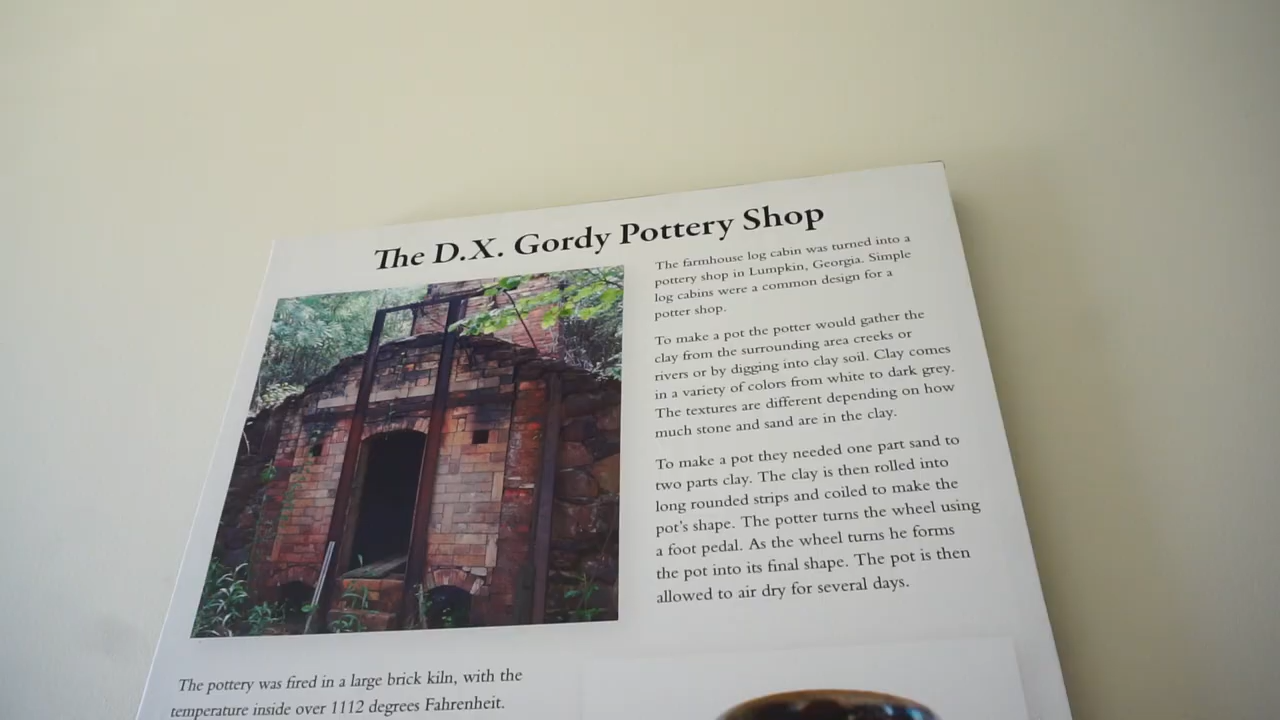 The D.X. Gordy Pottery Shop
The farmhouse log cabin was turned into a
pottery shop in Lumpkin, Georgia. Simple
log cabins were a common design for a
potter shop.
To make a pot the potter would gather the
clay from the surrounding area creeks or
rivers or by digging into clay soil. Clay comes
in a variety of colors from white to dark grey.
The textures are different depending on how
much stone and sand are in the clay.
To make a pot they needed one part sand to
two parts clay. The clay is then rolled into
long rounded strips and coiled to make the
pot's shape. The potter turns the wheel using
a foot pedal. As the wheel turns he forms
the pot into its final shape. The pot is then
allowed to air dry for several days.
The pottery was fired in a large brick kiln, with the
temperature inside over 1112 degrees Fahrenheit.